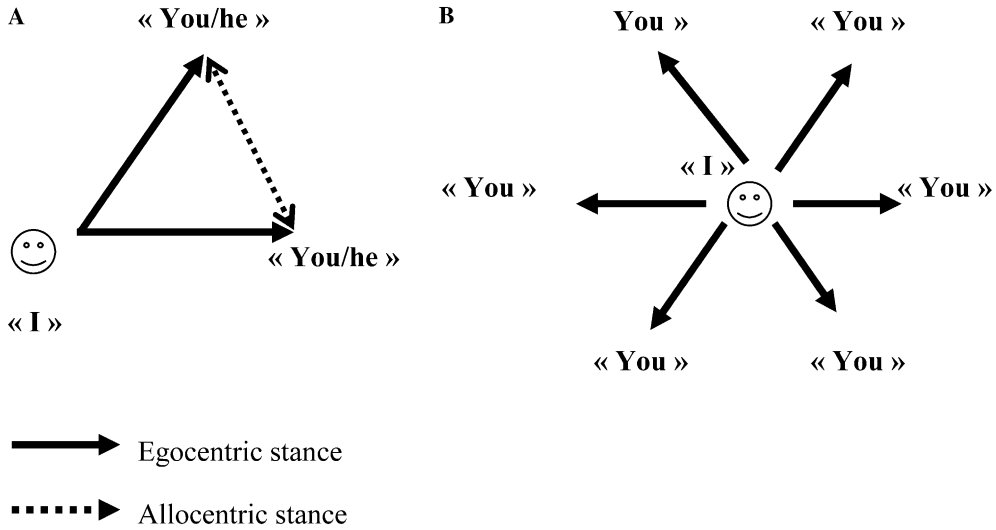 A
« You/he »
« You/he »
« I »
B
You »
« You »
« I »
« You »
« You »
« You »
« You »
Egocentric stance
Allocentric stance